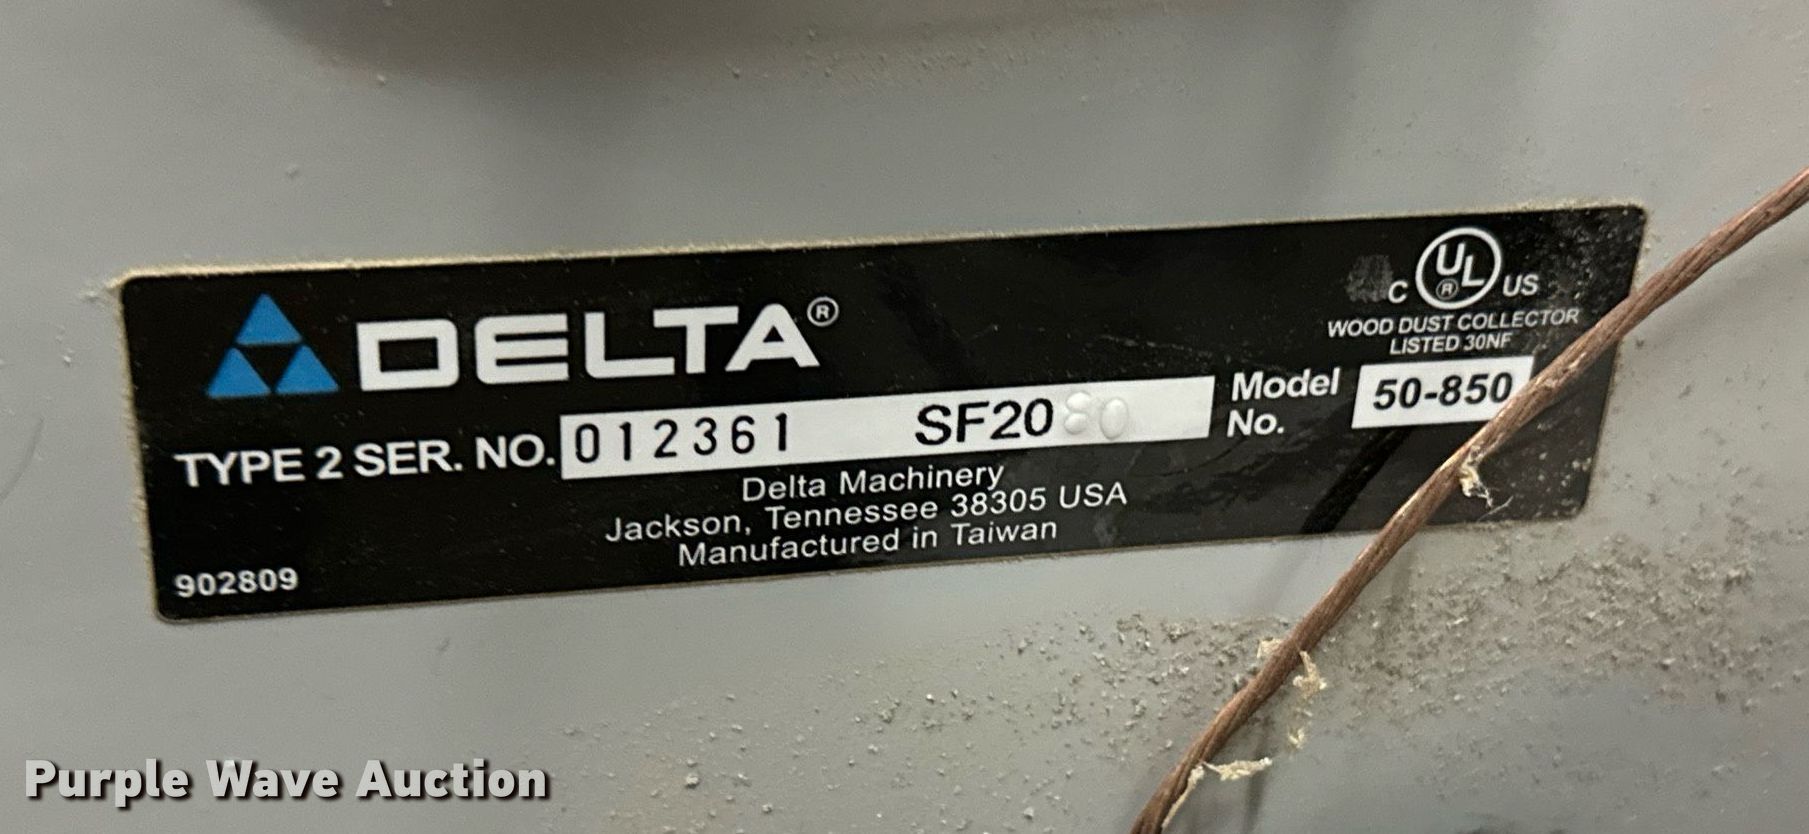 DELTA®
C UL® US
WOOD DUST COLLECTOR
LISTED 30NF
TYPE 2 SER. NO. 012361 SF2080
Model No. 50-850
Delta Machinery
Jackson, Tennessee 38305 USA
Manufactured in Taiwan
902809
Purple Wave Auction